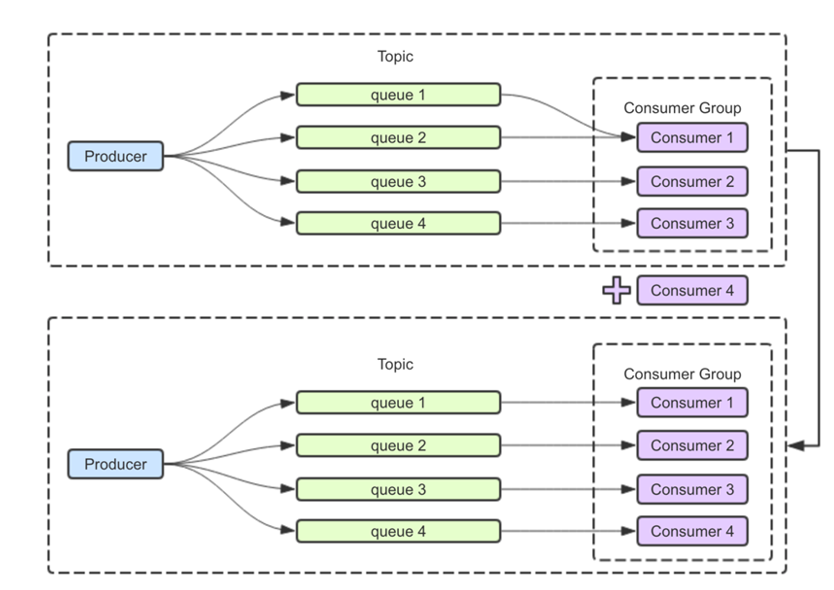 Topic
queue 1
Consumer Group
queue 2
Consumer 1
Producer
queue 3
Consumer 2
queue 4
Consumer 3
Consumer 4
Topic
Consumer Group
queue 1
Consumer 1
queue 2
Consumer 2
Producer
queue 3
Consumer 3
queue 4
Consumer 4